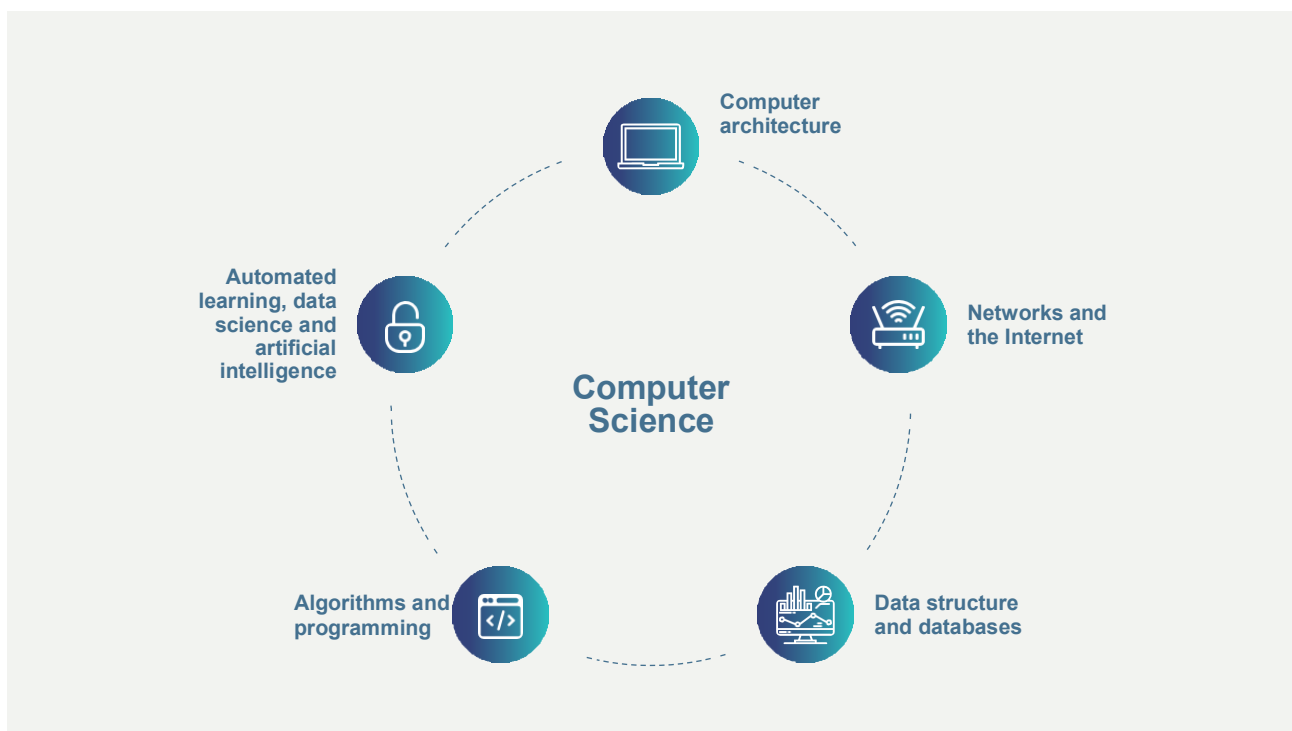 Computer
architecture
Automated
learning, data
science and
artificial
intelligence
Networks and
the Internet
Computer
Science
Algorithms and
programming
</>
Data structure
and databases